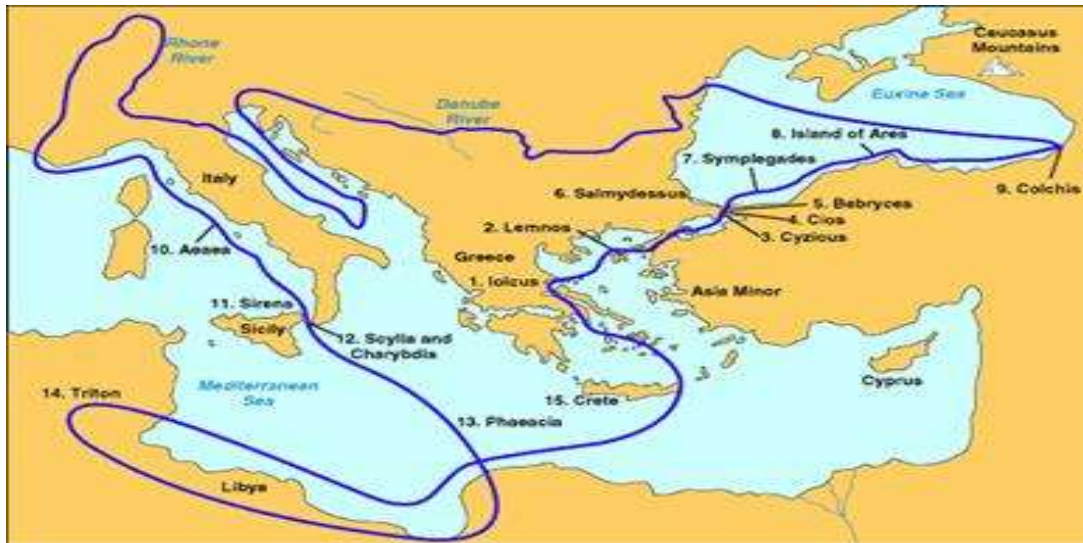 Rhone
River
Caucasus
Mountains
Danube
River
Euxine Sea
8. Island of Ares
7. Symplegades
Italy
6. Salmydessus
9. Colchis
5. Bebryces
4. Cios
2. Lemnos
3. Cyzicus
10. Aeaea
Greece
1. Iolcus
Asia Minor
11. Sirens
Sicily
12. Scylla and
Charybdis
Cyprus
Mediterranean
Sea
14. Triton
15. Crete
13. Phaeacia
Libya